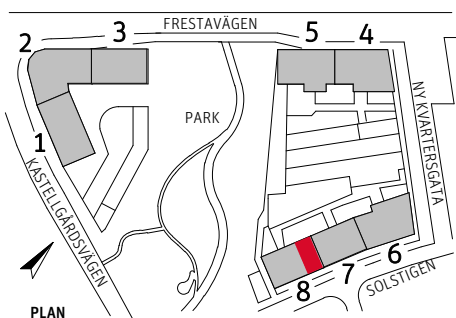 FRESTAVÄGEN
2
3
5
4
PARK
NY KVARTERSGATA
1
KASTELLGÅRDSVÄGEN
6
7
8
SOLSTIGEN
PLAN